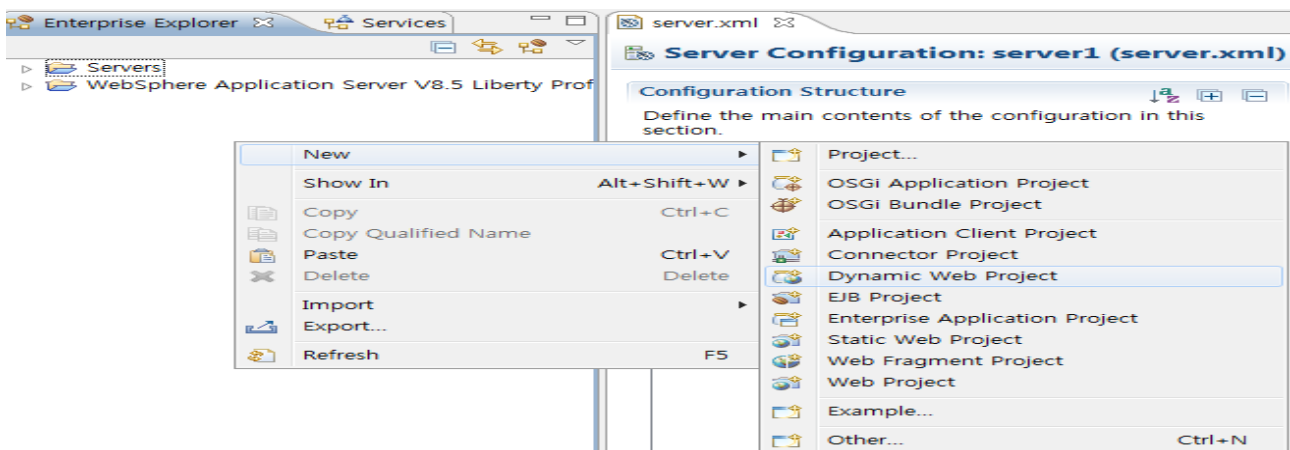 Enterprise Explorer
Services
server.xml
Server Configuration: server1 (server.xml)
Servers
WebSphere Application Server V8.5 Liberty Prof
Configuration Structure
Define the main contents of the configuration in this
section.
New
Show In Alt+Shift+W
Copy Ctrl+C
Copy Qualified Name
Paste Ctrl+V
Delete Delete
Import
Export...
Refresh F5
Project...
OSGi Application Project
OSGi Bundle Project
Application Client Project
Connector Project
Dynamic Web Project
EJB Project
Enterprise Application Project
Static Web Project
Web Fragment Project
Web Project
Example...
Other... Ctrl+N